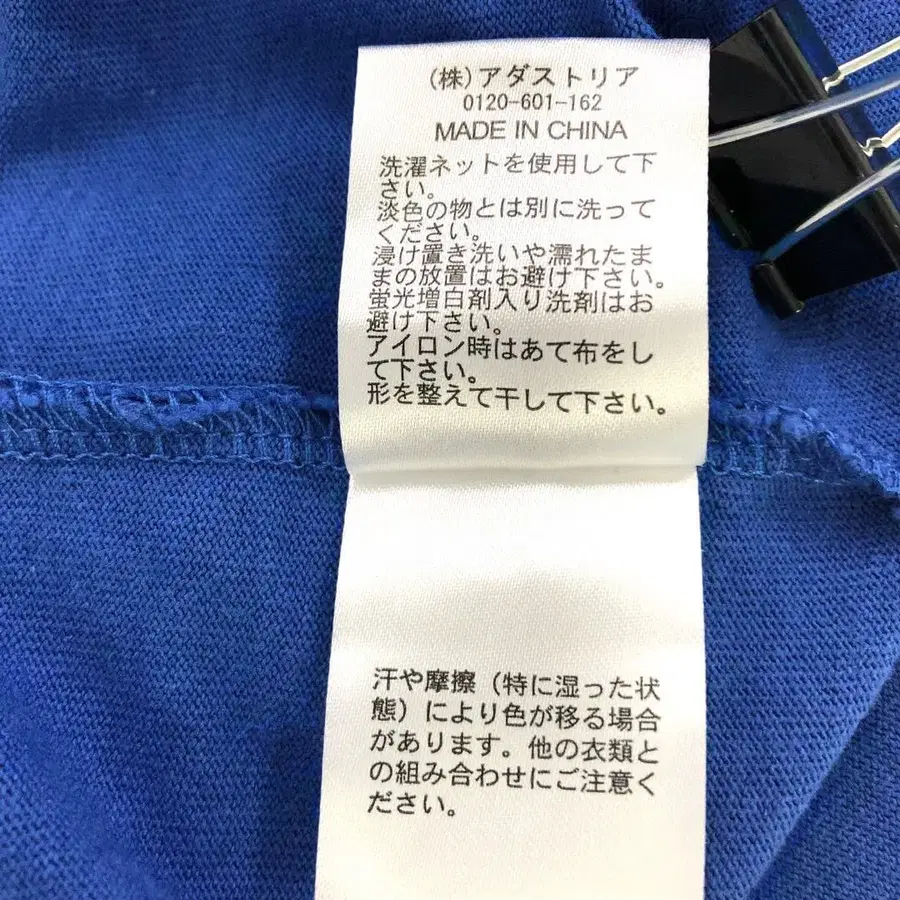 (株)アダストリア
0120-601-162
MADE IN CHINA
洗濯ネットを使用して下
さい。
淡色の物とは別に洗って
ください。
浸け置き洗いや濡れたま
まの放置はお避け下さい。
蛍光増白剤入り洗剤はお
避け下さい。
アイロン時はあて布をし
て下さい。
形を整えて干して下さい。
汗や摩擦（特に湿った状
態）により色が移る場合
があります。他の衣類と
の組み合わせにご注意く
ださい。